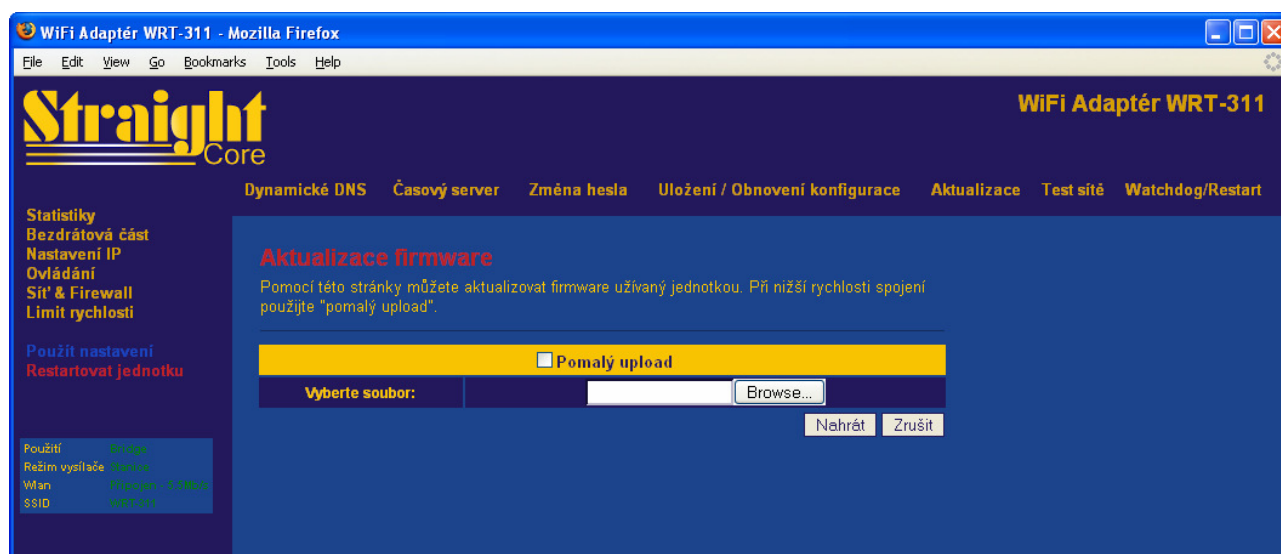 WiFi Adaptér WRT-311 - Mozilla Firefox
File Edit View Go Bookmarks Tools Help
Straight
Core
WiFi Adaptér WRT-311
Dynamické DNS Časový server Změna hesla Uložení / Obnovení konfigurace Aktualizace Test sítě Watchdog/Restart
Statistiky
Bezdrátová část
Nastavení IP
Ovládání
Síť & Firewall
Limit rychlosti
Použít nastavení
Restartovat jednotku
Aktualizace firmware
Pomocí této stránky můžete aktualizovat firmware užívaný jednotkou. Při nižší rychlosti spojení
použijte "pomalý upload".
Pomalý upload
Vyberte soubor: Browse...
Nahrát Zrušit
Použití Bridge
Režim vysílače Stanice
Wlan Připojen
SSID WRT-311